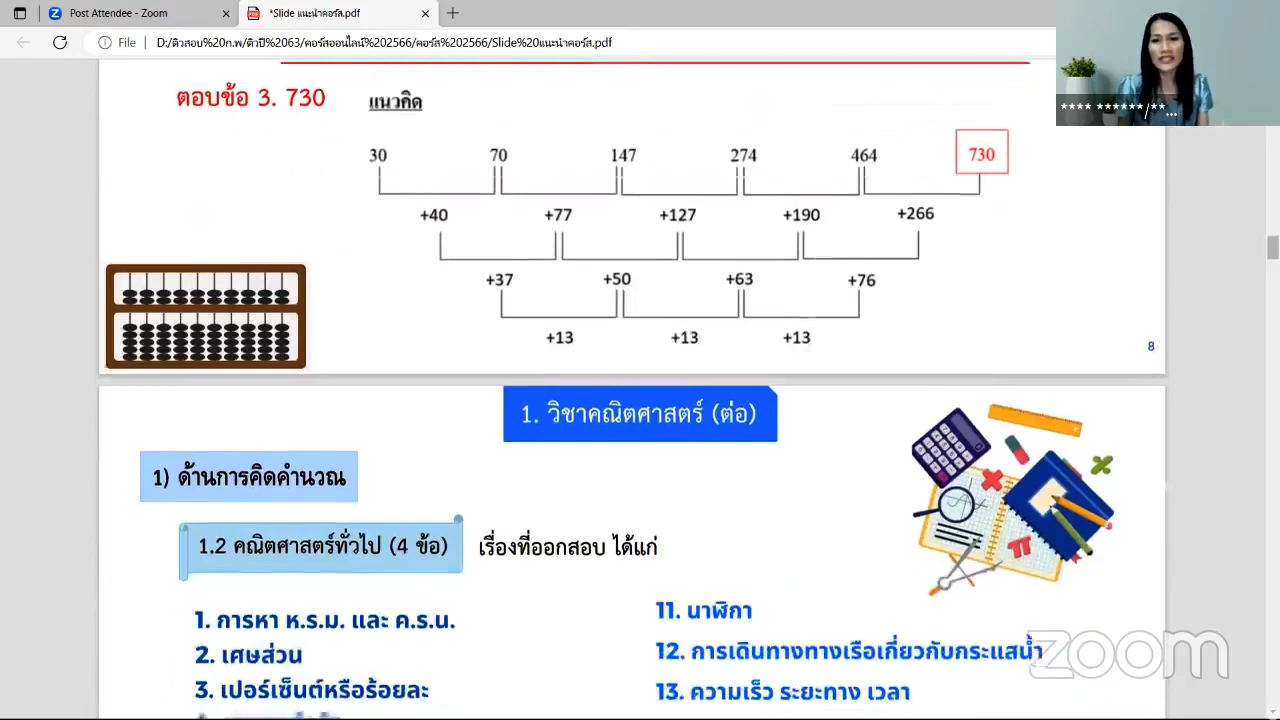 Post Attendee - Zoom
*Slide แนะนำคอร์ส.pdf
File
D:/ติวสอบ%20ก.พ/ติวปี%2063/คอร์สออนไลน์%202566/คอร์ส%202566/Slide%20แนะนำคอร์ส.pdf
**** ******/**...
ตอบข้อ 3. 730
แนวคิด
30 70 147 274 464 730
+40 +77 +127 +190 +266
+37 +50 +63 +76
+13 +13 +13
8
1. วิชาคณิตศาสตร์ (ต่อ)
1) ด้านการคิดคำนวณ
1.2 คณิตศาสตร์ทั่วไป (4 ข้อ) เรื่องที่ออกสอบ ได้แก่
1. การหา ห.ร.ม. และ ค.ร.น.
2. เศษส่วน
3. เปอร์เซ็นต์หรือร้อยละ
11. นาฬิกา
12. การเดินทางทางเรือเกี่ยวกับกระแสน้ำ
13. ความเร็ว ระยะทาง เวลา
zoom